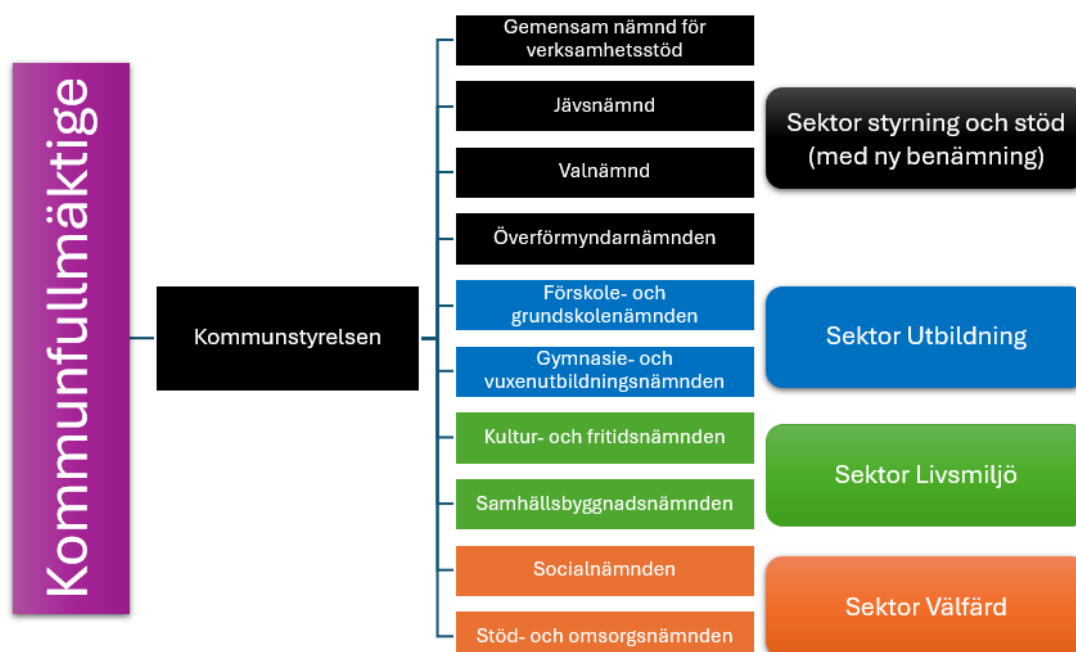 Kommunfullmäktige
Kommunstyrelsen
Gemensam nämnd för
verksamhetsstöd
Jävsnämnd
Valnämnd
Överförmyndarnämnden
Förskole- och
grundskolenämnden
Gymnasie- och
vuxenutbildningsnämnden
Kultur- och fritidsnämnden
Samhällsbyggnadsnämnden
Socialnämnden
Stöd- och omsorgsnämnden
Sektor styrning och stöd
(med ny benämning)
Sektor Utbildning
Sektor Livsmiljö
Sektor Välfärd